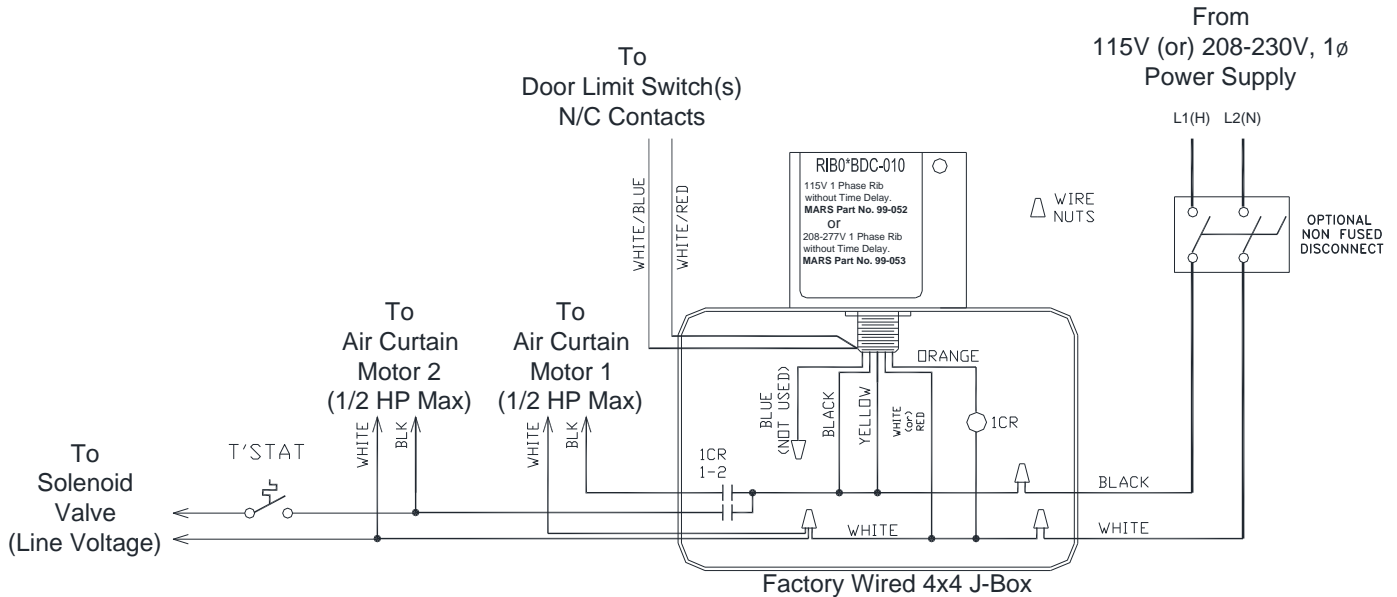 From
115V (or) 208-230V, 1ø
Power Supply
L1(H) L2(N)
To
Door Limit Switch(s)
N/C Contacts
WHITE/BLUE
WHITE/RED
RIB0*BDC-010
115V 1 Phase Rib
without Time Delay.
MARS Part No. 99-052
or
208-277V 1 Phase Rib
without Time Delay.
MARS Part No. 99-053
WIRE
NUTS
OPTIONAL
NON FUSED
DISCONNECT
To
Air Curtain
Motor 2
(1/2 HP Max)
To
Air Curtain
Motor 1
(1/2 HP Max)
WHITE
BLK
WHITE
BLK
To
Solenoid
Valve
(Line Voltage)
T'STAT
1CR
1-2
BLUE
(NOT USED)
BLACK
YELLOW
WHITE
(or)
RED
ORANGE
1CR
BLACK
WHITE
WHITE
Factory Wired 4x4 J-Box